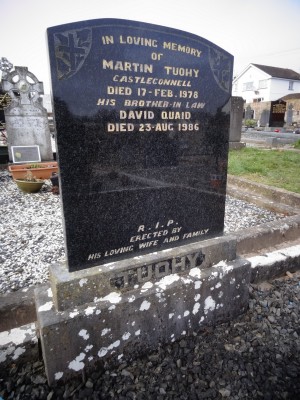 IN LOVING MEMORY
OF
MARTIN TUOHY
CASTLECONNELL
DIED 17-FEB. 1978
HIS BROTHER-IN LAW
DAVID QUAID
DIED 23-AUG 1986
R.I.P.
ERECTED BY
HIS LOVING WIFE AND FAMILY
TUOHY